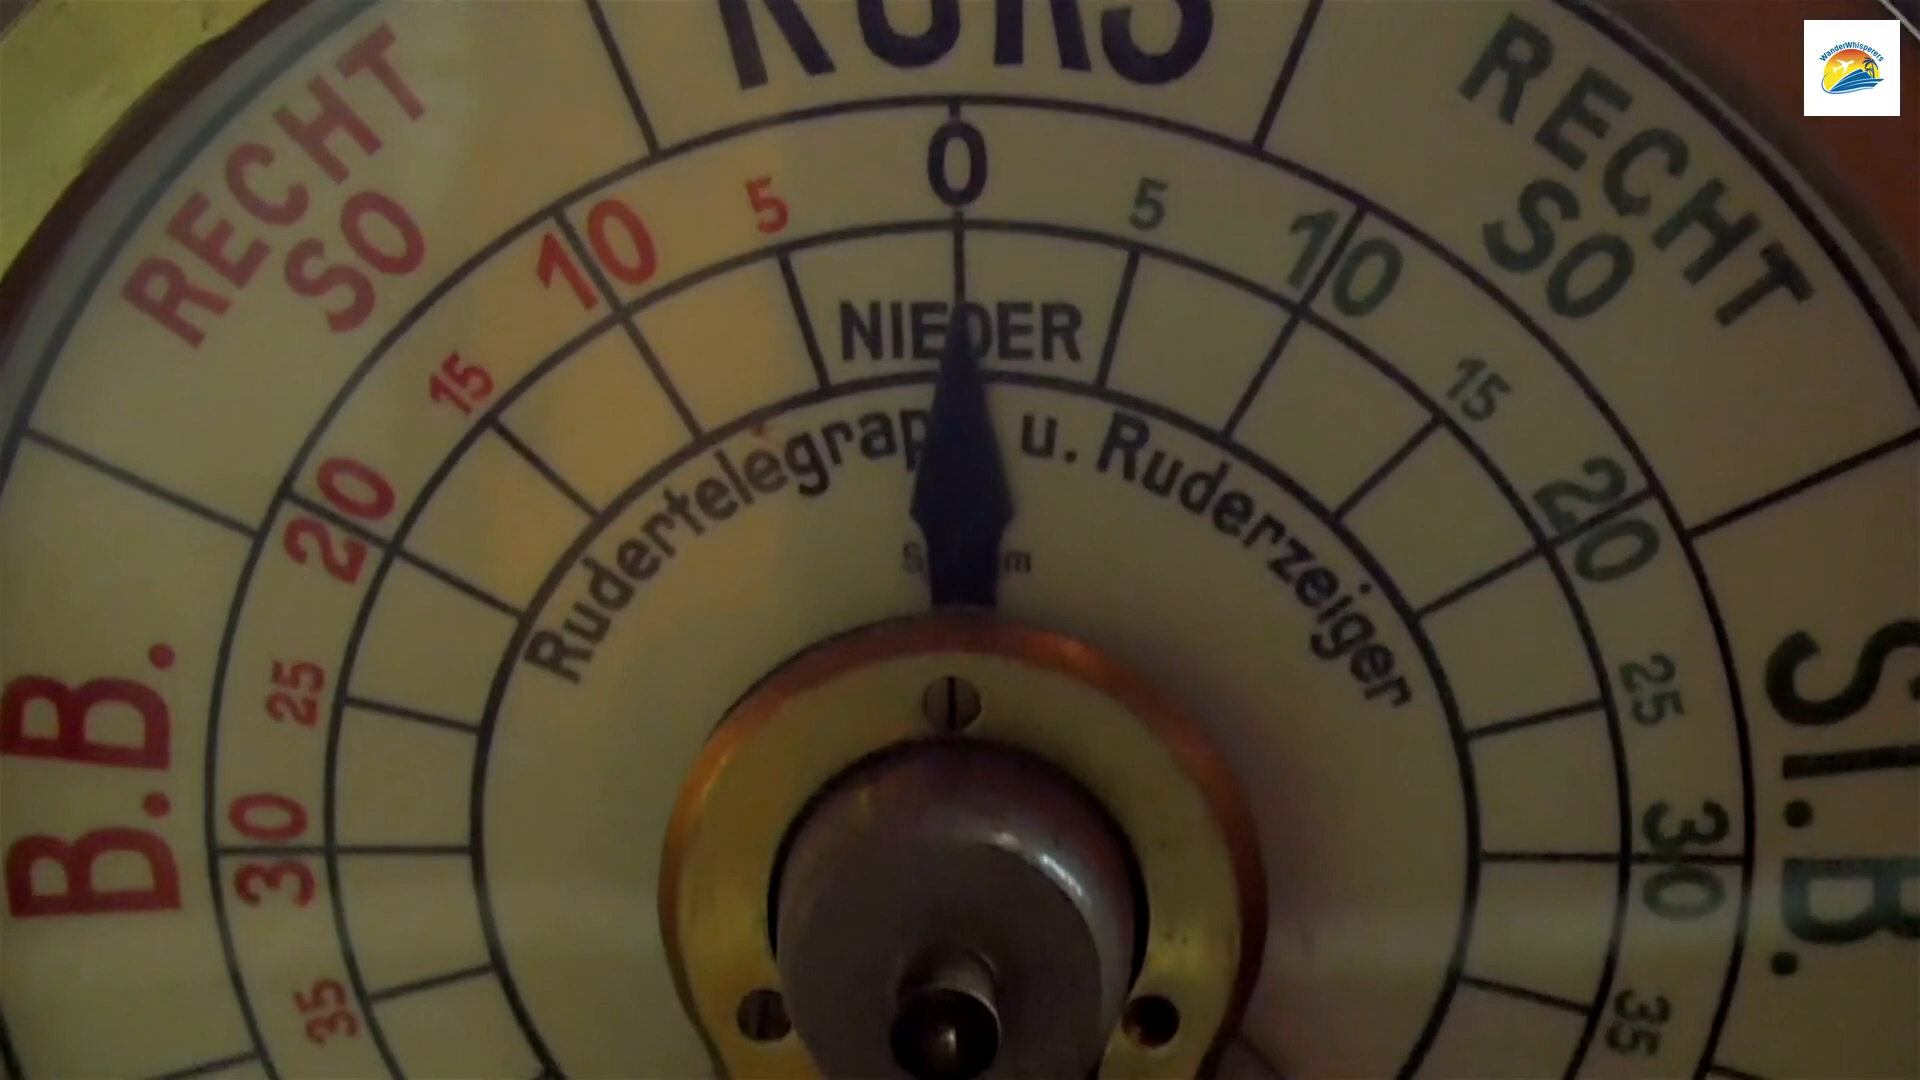 WanderWhisperers
KURS
RECHT
SO
RECHT
SO
10 5 0 5 10
15 15
20 20
25 25
30 30
35 35
NIEDER
u. Ruderzeiger
B.B.
ST.B.